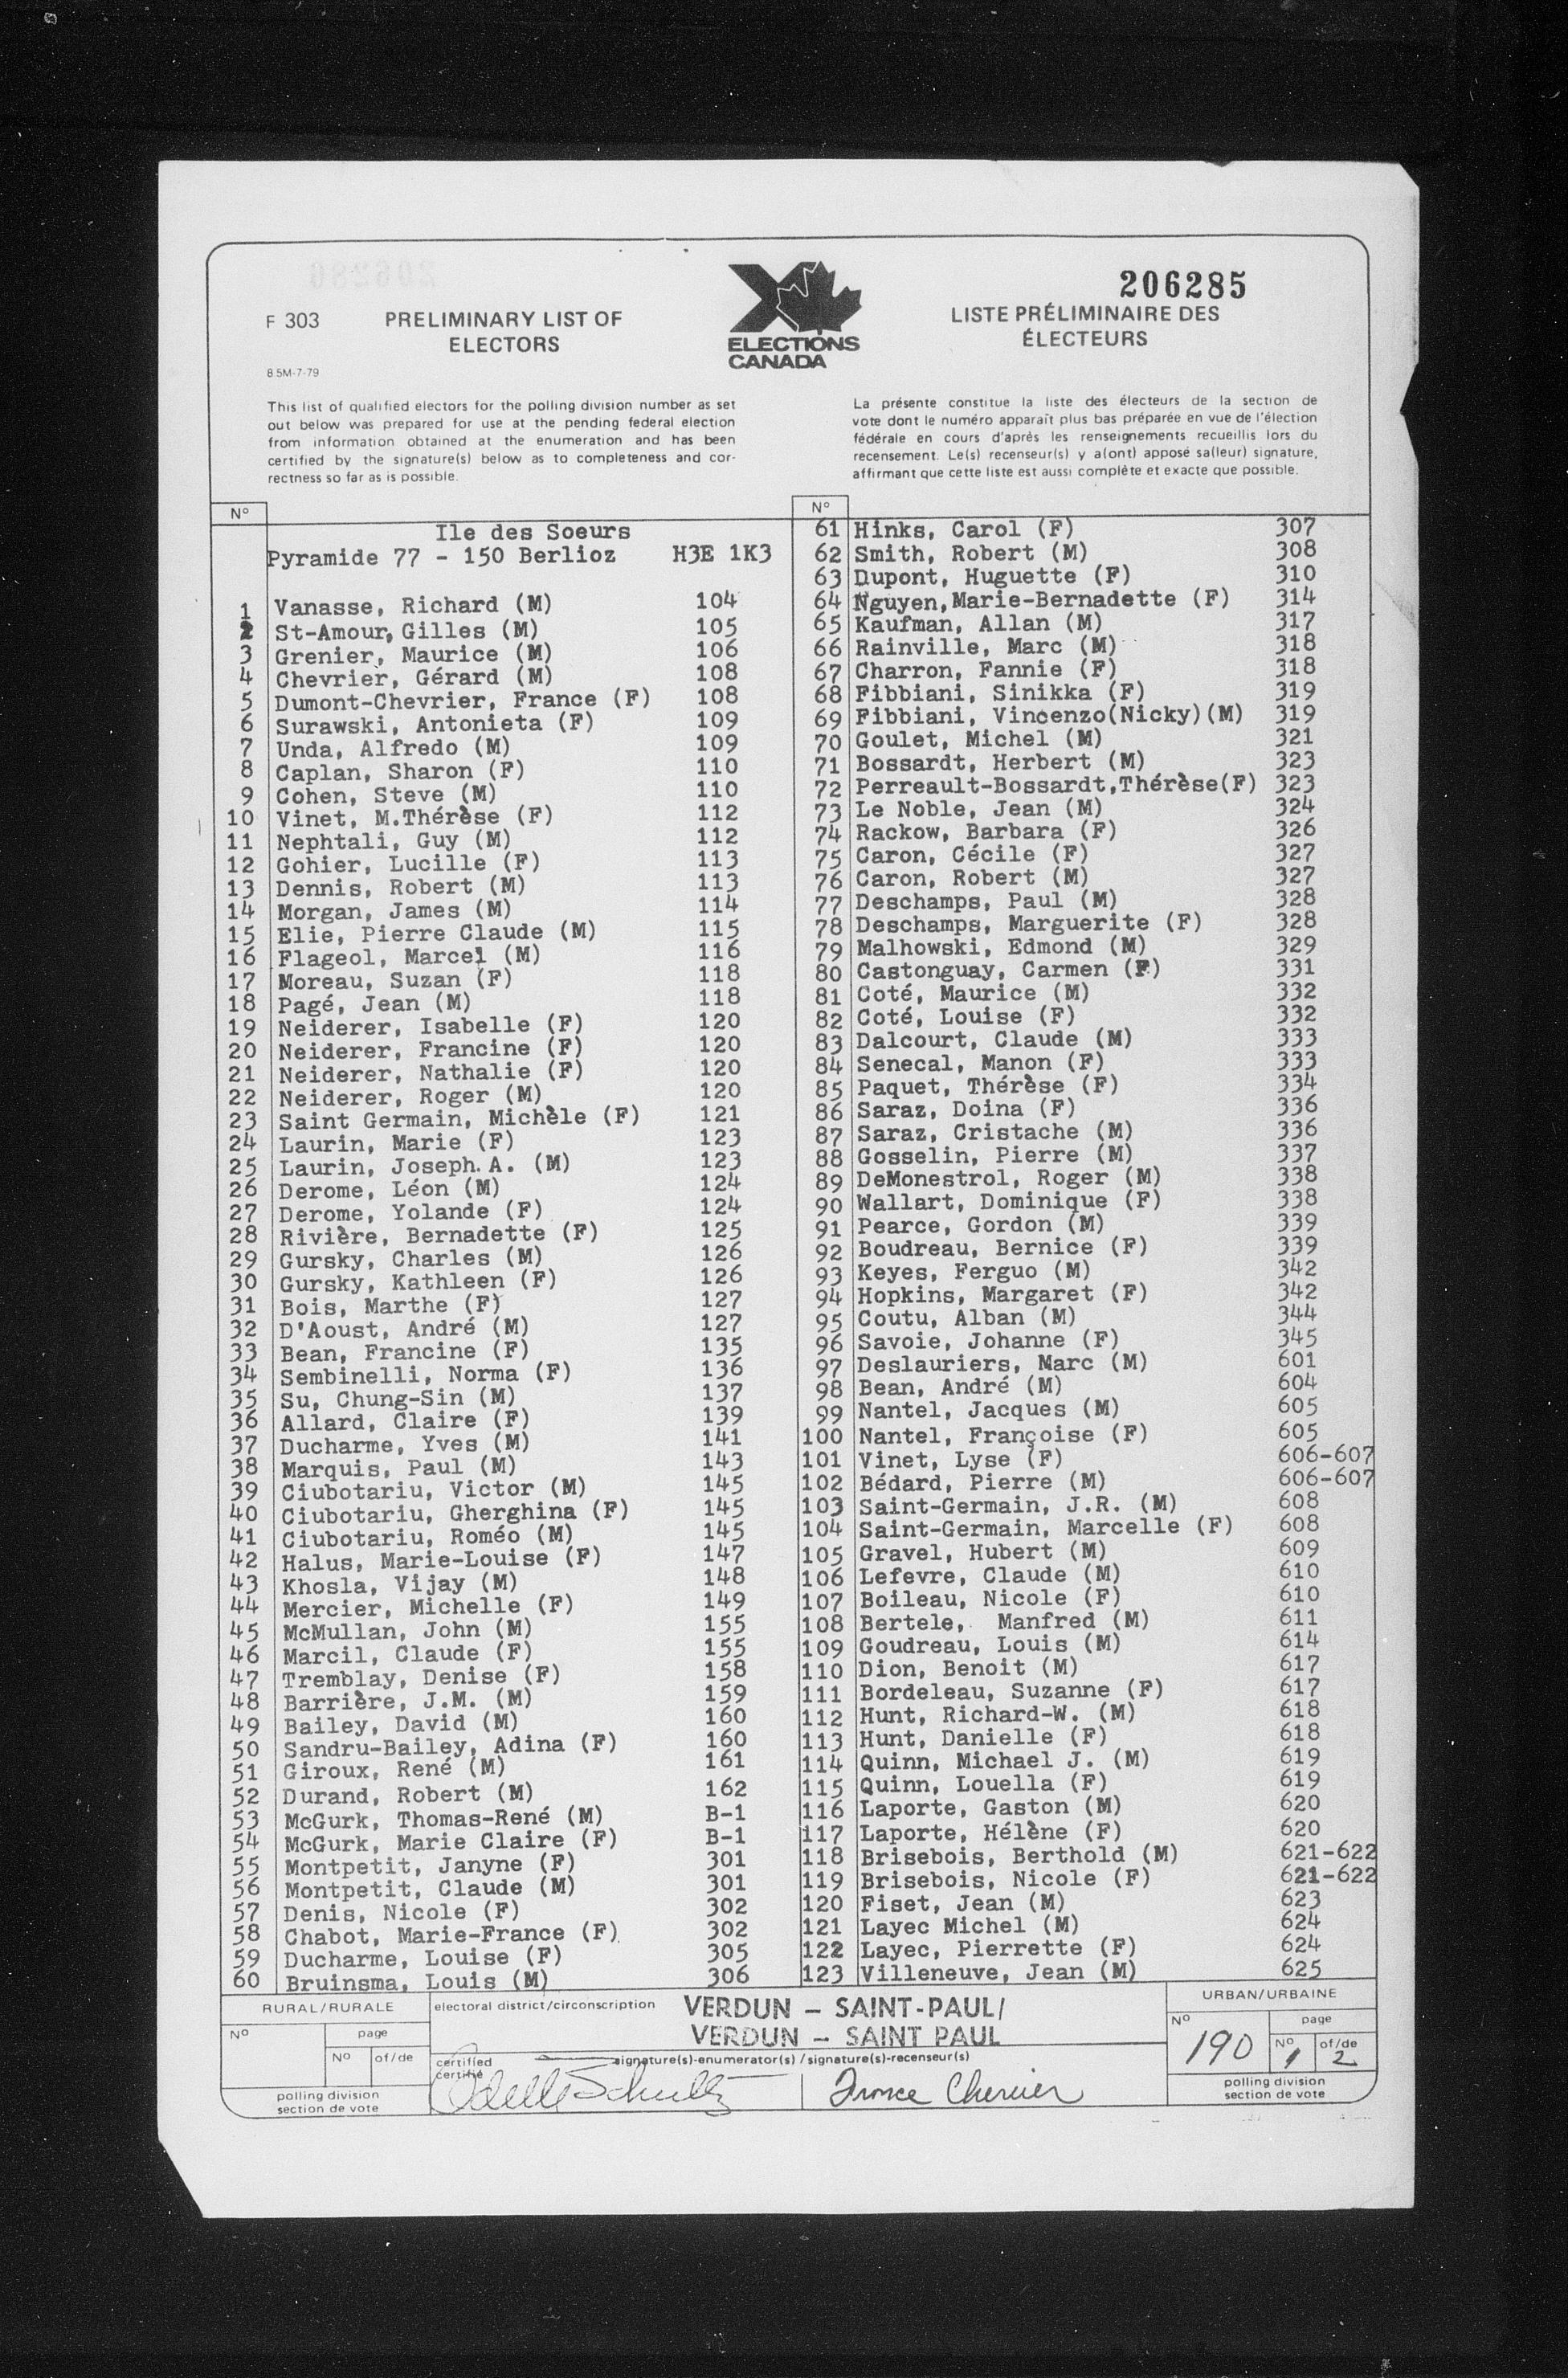 206285
F 303
PRELIMINARY LIST OF
ELECTORS
8.5M-7-79
ELECTIONS
CANADA
LISTE PRÉLIMINAIRE DES
ÉLECTEURS
This list of qualified electors for the polling division number as set
out below was prepared for use at the pending federal election
from information obtained at the enumeration and has been
certified by the signature(s) below as to completeness and cor-
rectness so far as is possible.
La présente constitue la liste des électeurs de la section de
vote dont le numéro apparaît plus bas préparée en vue de l'élection
fédérale en cours d'après les renseignements recueillis lors du
recensement. Le(s) recenseur(s) y a(ont) apposé sa(leur) signature,
affirmant que cette liste est aussi complète et exacte que possible.
Nº
Ile des Soeurs
Pyramide 77 - 150 Berlioz H3E 1K3
1 Vanasse, Richard (M) 104
2 St-Amour, Gilles (M) 105
3 Grenier, Maurice (M) 106
4 Chevrier, Gérard (M) 108
5 Dumont-Chevrier, France (F) 108
6 Surawski, Antonieta (F) 109
7 Unda, Alfredo (M) 109
8 Caplan, Sharon (F) 110
9 Cohen, Steve (M) 110
10 Vinet, M.Thérèse (F) 112
11 Nephtali, Guy (M) 112
12 Gohier, Lucille (F) 113
13 Dennis, Robert (M) 113
14 Morgan, James (M) 114
15 Elie, Pierre Claude (M) 115
16 Flageol, Marcel (M) 116
17 Moreau, Suzan (F) 118
18 Pagé, Jean (M) 118
19 Neiderer, Isabelle (F) 120
20 Neiderer, Francine (F) 120
21 Neiderer, Nathalie (F) 120
22 Neiderer, Roger (M) 120
23 Saint Germain, Michèle (F) 121
24 Laurin, Marie (F) 123
25 Laurin, Joseph.A. (M) 123
26 Derome, Léon (M) 124
27 Derome, Yolande (F) 124
28 Rivière, Bernadette (F) 125
29 Gursky, Charles (M) 126
30 Gursky, Kathleen (F) 126
31 Bois, Marthe (F) 127
32 D'Aoust, André (M) 127
33 Bean, Francine (F) 135
34 Sembinelli, Norma (F) 136
35 Su, Chung-Sin (M) 137
36 Allard, Claire (F) 139
37 Ducharme, Yves (M) 141
38 Marquis, Paul (M) 143
39 Ciubotariu, Victor (M) 145
40 Ciubotariu, Gherghina (F) 145
41 Ciubotariu, Roméo (M) 145
42 Halus, Marie-Louise (F) 147
43 Khosla, Vijay (M) 148
44 Mercier, Michelle (F) 149
45 McMullan, John (M) 155
46 Marcil, Claude (F) 155
47 Tremblay, Denise (F) 158
48 Barrière, J.M. (M) 159
49 Bailey, David (M) 160
50 Sandru-Bailey, Adina (F) 160
51 Giroux, René (M) 161
52 Durand, Robert (M) 162
53 McGurk, Thomas-René (M) B-1
54 McGurk, Marie Claire (F) B-1
55 Montpetit, Janyne (F) 301
56 Montpetit, Claude (M) 301
57 Denis, Nicole (F) 302
58 Chabot, Marie-France (F) 302
59 Ducharme, Louise (F) 305
60 Bruinsma, Louis (M) 306
Nº
61 Hinks, Carol (F) 307
62 Smith, Robert (M) 308
63 Dupont, Huguette (F) 310
64 Nguyen,Marie-Bernadette (F) 314
65 Kaufman, Allan (M) 317
66 Rainville, Marc (M) 318
67 Charron, Fannie (F) 318
68 Fibbiani, Sinikka (F) 319
69 Fibbiani, Vincenzo(Nicky)(M) 319
70 Goulet, Michel (M) 321
71 Bossardt, Herbert (M) 323
72 Perreault-Bossardt,Thérèse(F) 323
73 Le Noble, Jean (M) 324
74 Rackow, Barbara (F) 326
75 Caron, Cécile (F) 327
76 Caron, Robert (M) 327
77 Deschamps, Paul (M) 328
78 Deschamps, Marguerite (F) 328
79 Malhowski, Edmond (M) 329
80 Castonguay, Carmen (F) 331
81 Coté, Maurice (M) 332
82 Coté, Louise (F) 332
83 Dalcourt, Claude (M) 333
84 Senecal, Manon (F) 333
85 Paquet, Thérèse (F) 334
86 Saraz, Doina (F) 336
87 Saraz, Cristache (M) 336
88 Gosselin, Pierre (M) 337
89 DeMonestrol, Roger (M) 338
90 Wallart, Dominique (F) 338
91 Pearce, Gordon (M) 339
92 Boudreau, Bernice (F) 339
93 Keyes, Ferguo (M) 342
94 Hopkins, Margaret (F) 342
95 Coutu, Alban (M) 344
96 Savoie, Johanne (F) 345
97 Deslauriers, Marc (M) 601
98 Bean, André (M) 604
99 Nantel, Jacques (M) 605
100 Nantel, Françoise (F) 605
101 Vinet, Lyse (F) 606-607
102 Bédard, Pierre (M) 606-607
103 Saint-Germain, J.R. (M) 608
104 Saint-Germain, Marcelle (F) 608
105 Gravel, Hubert (M) 609
106 Lefevre, Claude (M) 610
107 Boileau, Nicole (F) 610
108 Bertele, Manfred (M) 611
109 Goudreau, Louis (M) 614
110 Dion, Benoit (M) 617
111 Bordeleau, Suzanne (F) 617
112 Hunt, Richard-W. (M) 618
113 Hunt, Danielle (F) 618
114 Quinn, Michael J. (M) 619
115 Quinn, Louella (F) 619
116 Laporte, Gaston (M) 620
117 Laporte, Hélène (F) 620
118 Brisebois, Berthold (M) 621-622
119 Brisebois, Nicole (F) 621-622
120 Fiset, Jean (M) 623
121 Layec Michel (M) 624
122 Layec, Pierrette (F) 624
123 Villeneuve, Jean (M) 625
RURAL/RURALE
Nº
page
Nº of/de
polling division
section de vote
electoral district/circonscription
VERDUN – SAINT-PAUL/
VERDUN – SAINT PAUL
certified
certifié
signature(s)-enumerator(s) / signature(s)-recenseur(s)
Odelle Schultz
France Cherier
URBAN/URBAINE
Nº 190
page
Nº 1 of/de 2
polling division
section de vote